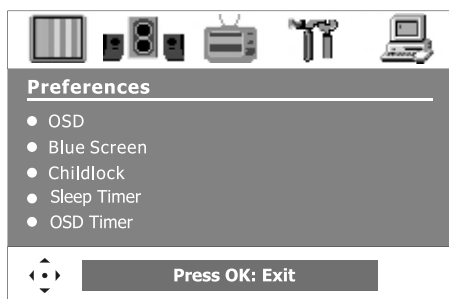 Preferences
OSD
Blue Screen
Childlock
Sleep Timer
OSD Timer
Press OK: Exit